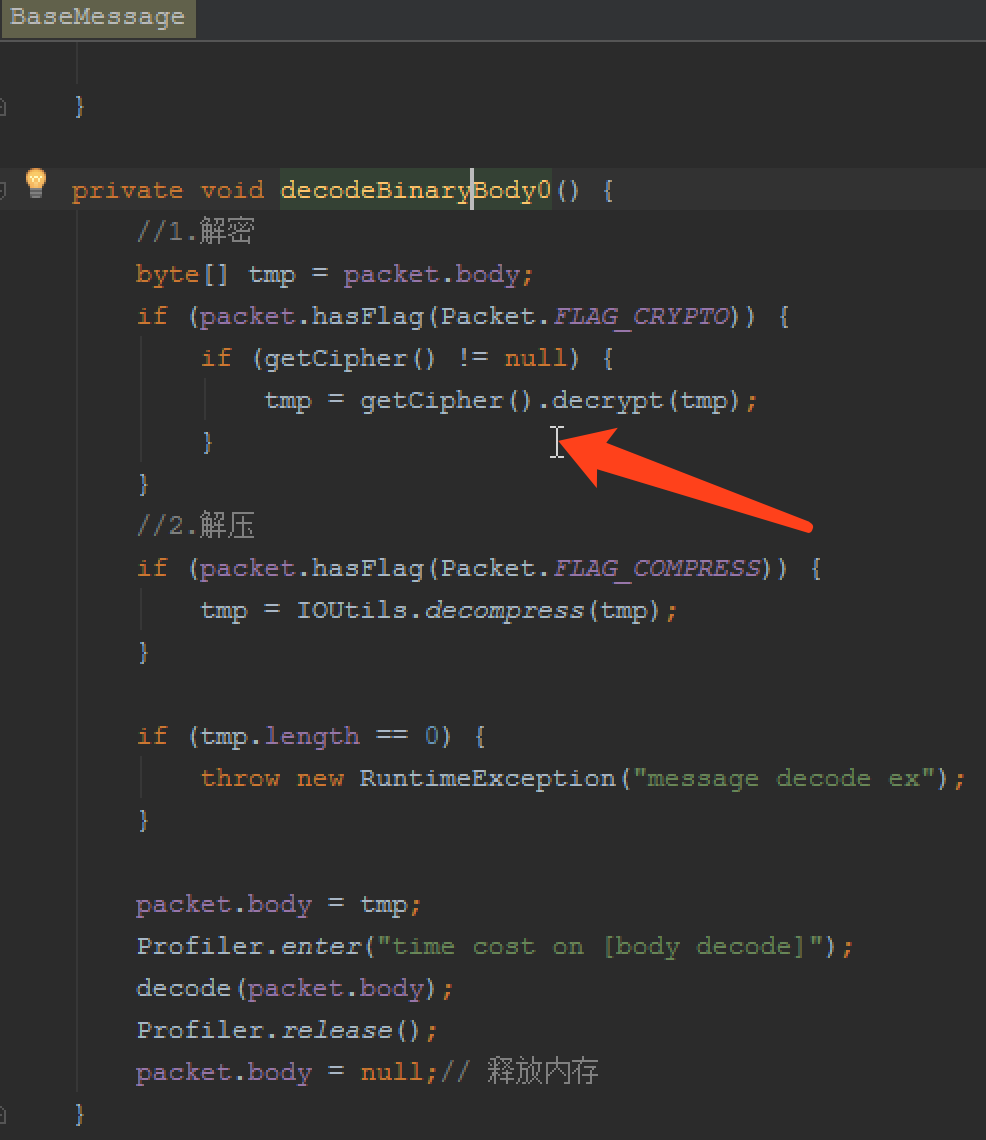 BaseMessage
}
private void decodeBinaryBody0() {
//1.解密
byte[] tmp = packet.body;
if (packet.hasFlag(Packet.FLAG_CRYPTO)) {
if (getCipher() != null) {
tmp = getCipher().decrypt(tmp);
}
}
//2.解压
if (packet.hasFlag(Packet.FLAG_COMPRESS)) {
tmp = IOUtils.decompress(tmp);
}
if (tmp.length == 0) {
throw new RuntimeException("message decode ex");
}
packet.body = tmp;
Profiler.enter("time cost on [body decode]");
decode(packet.body);
Profiler.release();
packet.body = null;// 释放内存
}